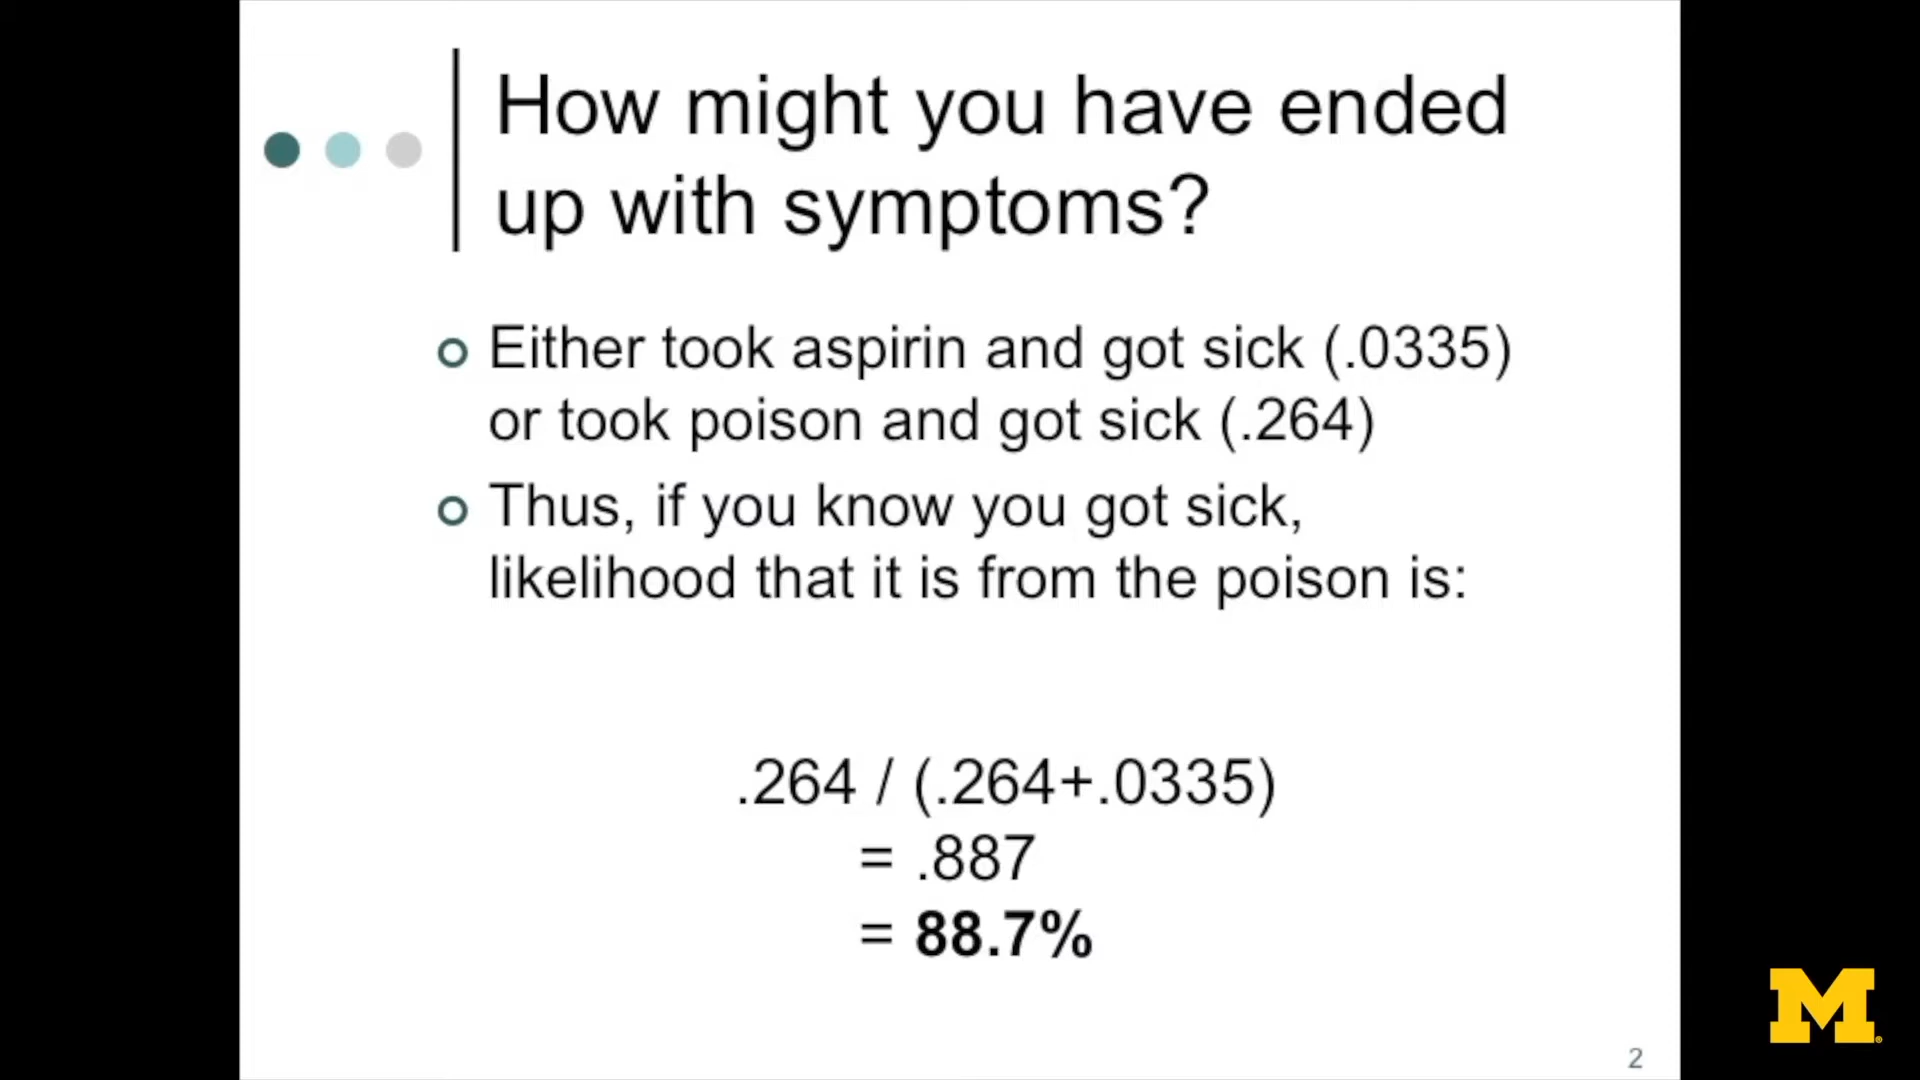 How might you have ended
up with symptoms?
Either took aspirin and got sick (.0335)
or took poison and got sick (.264)
Thus, if you know you got sick,
likelihood that it is from the poison is:
.264 / (.264+.0335)
= .887
= 88.7%
M
2